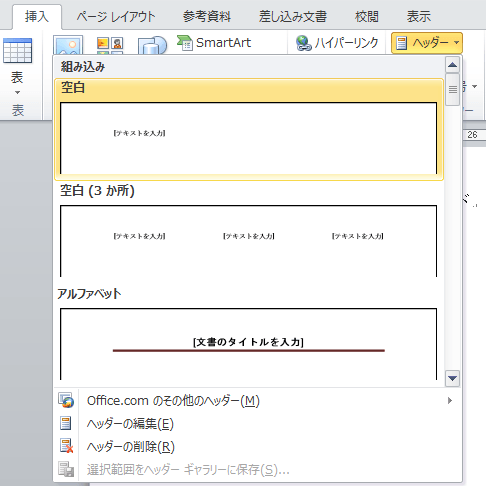 挿入 ページ レイアウト 参考資料 差し込み文書 校閲 表示
SmartArt ハイパーリンク ヘッダー
表
表
組み込み
空白
[テキストを入力]
26
空白 (3 か所)
[テキストを入力] [テキストを入力] [テキストを入力]
アルファベット
[文書のタイトルを入力]
Office.com のその他のヘッダー(M)
ヘッダーの編集(E)
ヘッダーの削除(R)
選択範囲をヘッダー ギャラリーに保存(S)...